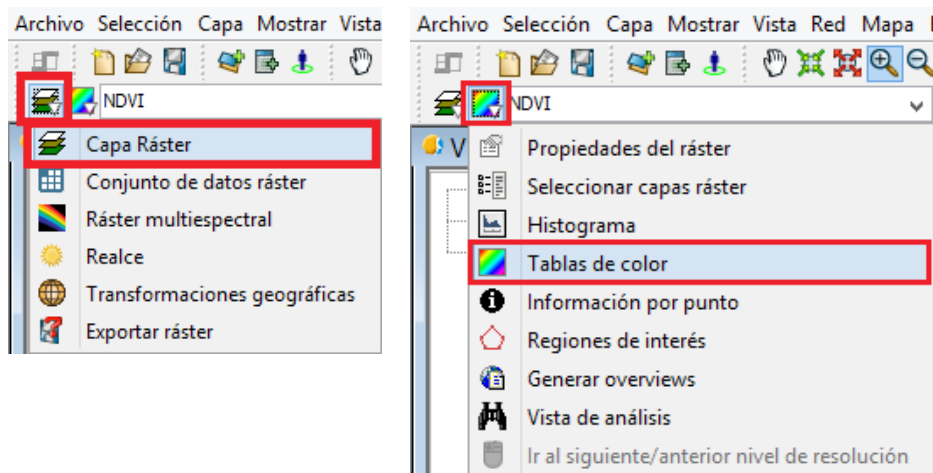 Archivo Selección Capa Mostrar Vista
NDVI
Capa Ráster
Conjunto de datos ráster
Ráster multiespectral
Realce
Transformaciones geográficas
Exportar ráster
Archivo Selección Capa Mostrar Vista Red Mapa
NDVI
V
Propiedades del ráster
Seleccionar capas ráster
Histograma
Tablas de color
Información por punto
Regiones de interés
Generar overviews
Vista de análisis
Ir al siguiente/anterior nivel de resolución